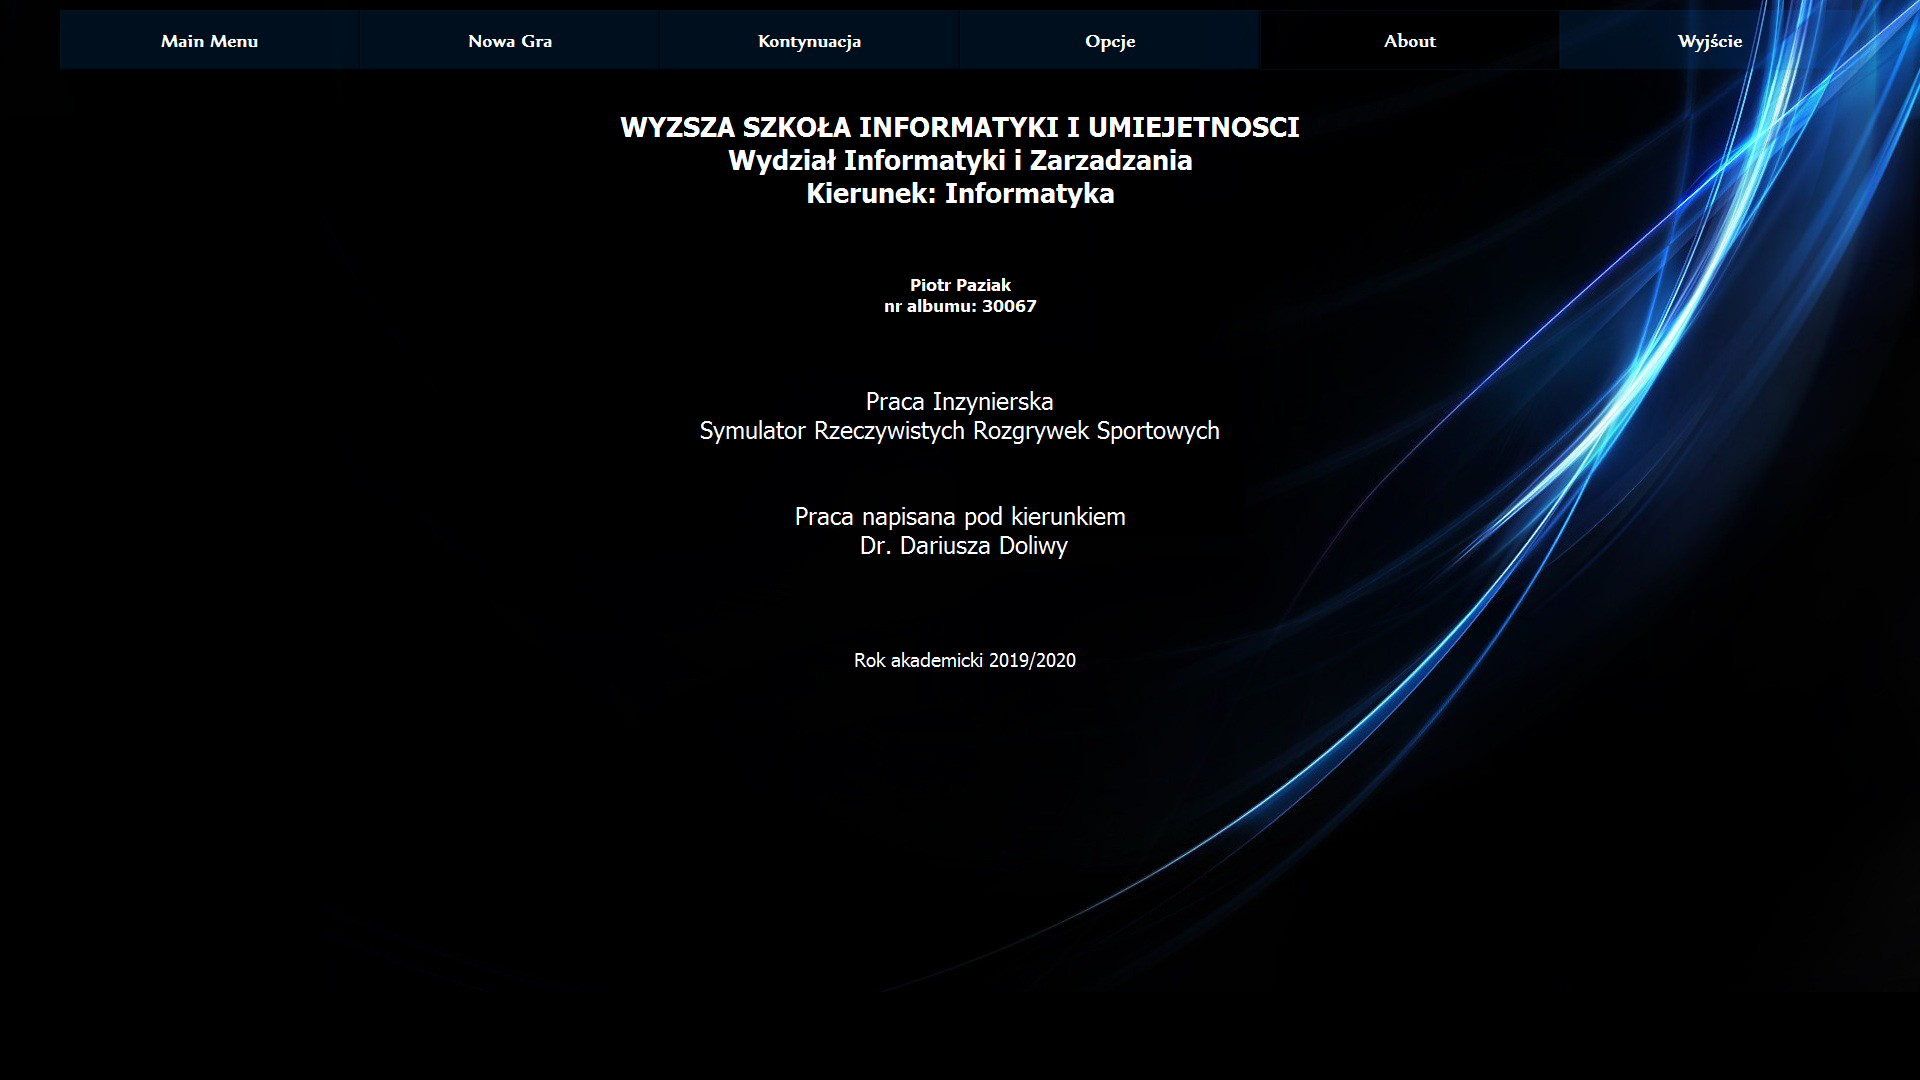 Main Menu
Nowa Gra
Kontynuacja
Opcje
About
Wyjście
WYZSZA SZKOŁA INFORMATYKI I UMIEJETNOSCI
Wydział Informatyki i Zarzadzania
Kierunek: Informatyka
Piotr Paziak
nr albumu: 30067
Praca Inzynierska
Symulator Rzeczywistych Rozgrywek Sportowych
Praca napisana pod kierunkiem
Dr. Dariusza Doliwy
Rok akademicki 2019/2020